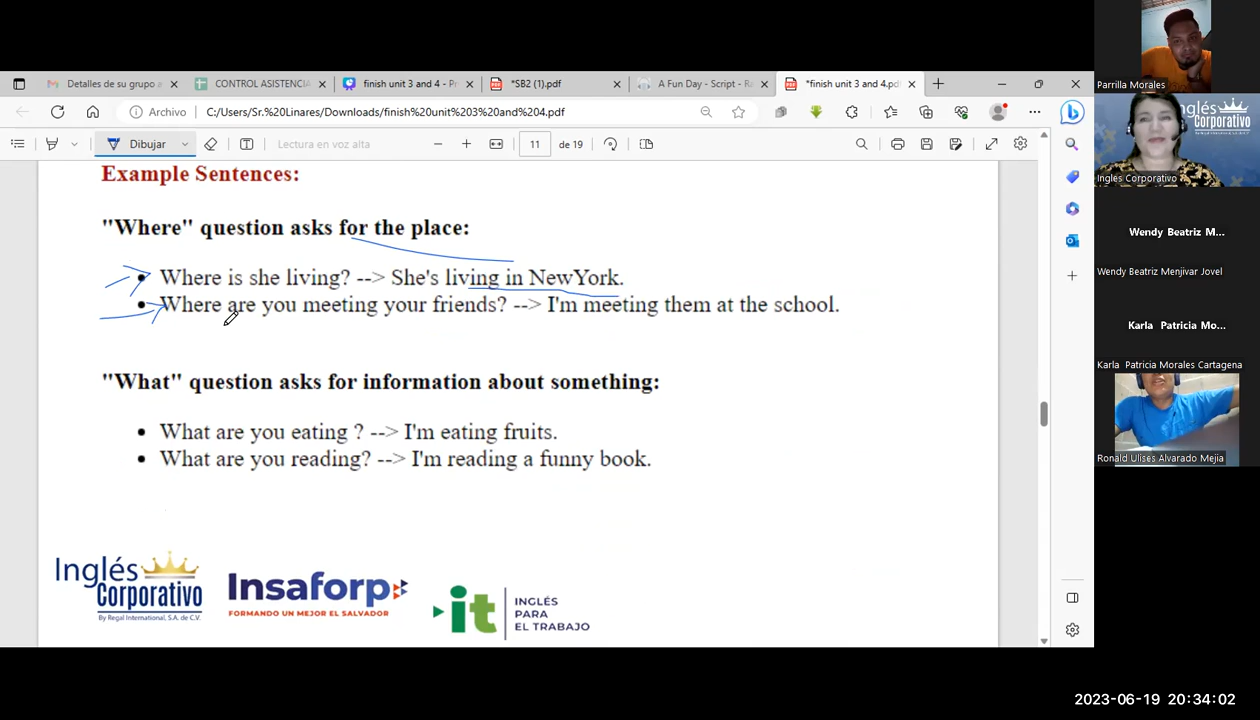 Detalles de su grupo a
CONTROL ASISTENCIA
finish unit 3 and 4 - Pr
*SB2 (1).pdf
A Fun Day - Script - Ra
*finish unit 3 and 4.pdf
Archivo
C:/Users/Sr.%20Linares/Downloads/finish%20unit%203%20and%204.pdf
Dibujar
Lectura en voz alta
11
de 19
Example Sentences:
"Where" question asks for the place:
• Where is she living? --> She's living in NewYork.
• Where are you meeting your friends? --> I'm meeting them at the school.
"What" question asks for information about something:
• What are you eating ? --> I'm eating fruits.
• What are you reading? --> I'm reading a funny book.
Inglés
Corporativo
By Regal International, S.A. de C.V.
Insaforp
FORMANDO UN MEJOR EL SALVADOR
it
INGLÉS
PARA
EL TRABAJO
Parrilla Morales
Inglés
Corporativo
Inglés Corporativo
Wendy Beatriz M...
Wendy Beatriz Menjivar Jovel
Karla Patricia Mo...
Karla Patricia Morales Cartagena
Ronald Ulises Alvarado Mejia
2023-06-19 20:34:02